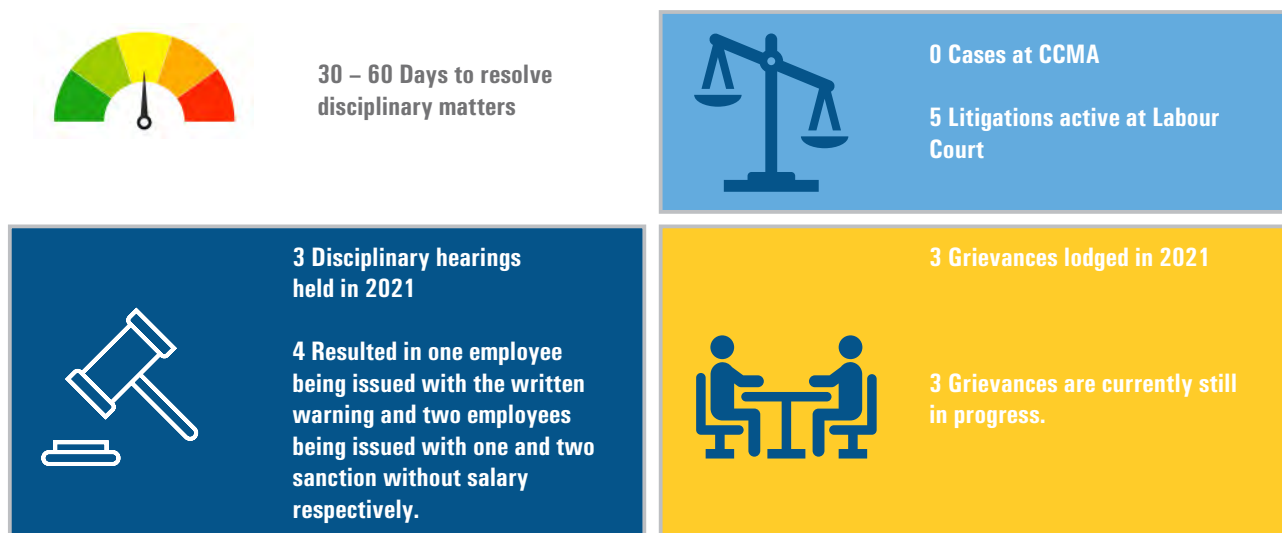 30 – 60 Days to resolve
disciplinary matters
0 Cases at CCMA
5 Litigations active at Labour
Court
3 Disciplinary hearings
held in 2021
4 Resulted in one employee
being issued with the written
warning and two employees
being issued with one and two
sanction without salary
respectively.
3 Grievances lodged in 2021
3 Grievances are currently still
in progress.